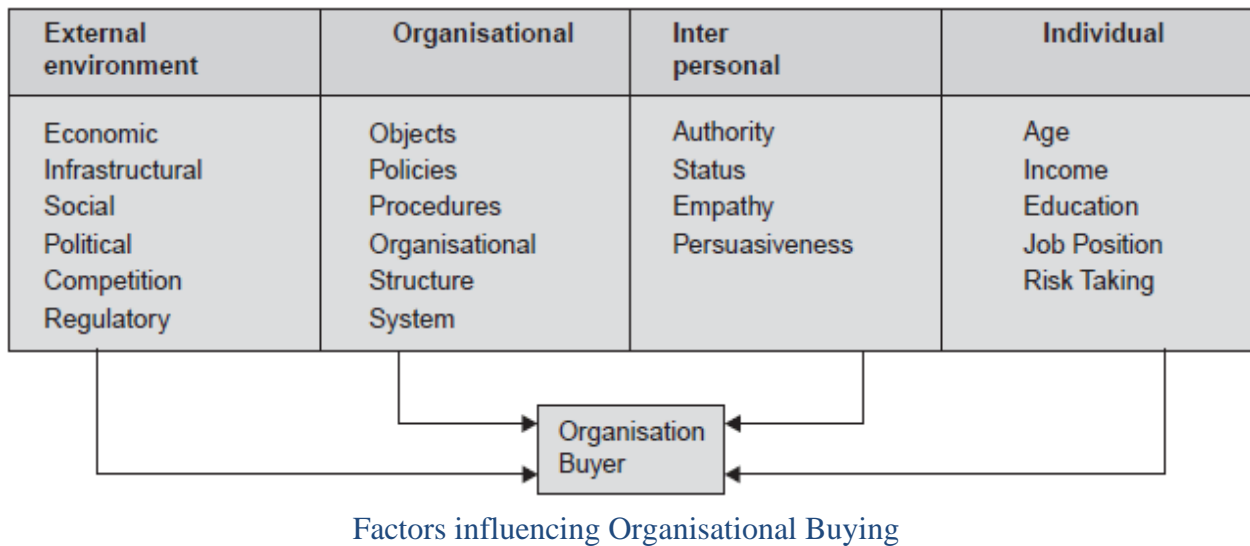 External
environment
Organisational
Inter
personal
Individual
Economic
Infrastructural
Social
Political
Competition
Regulatory
Objects
Policies
Procedures
Organisational
Structure
System
Authority
Status
Empathy
Persuasiveness
Age
Income
Education
Job Position
Risk Taking
Organisation
Buyer
Factors influencing Organisational Buying